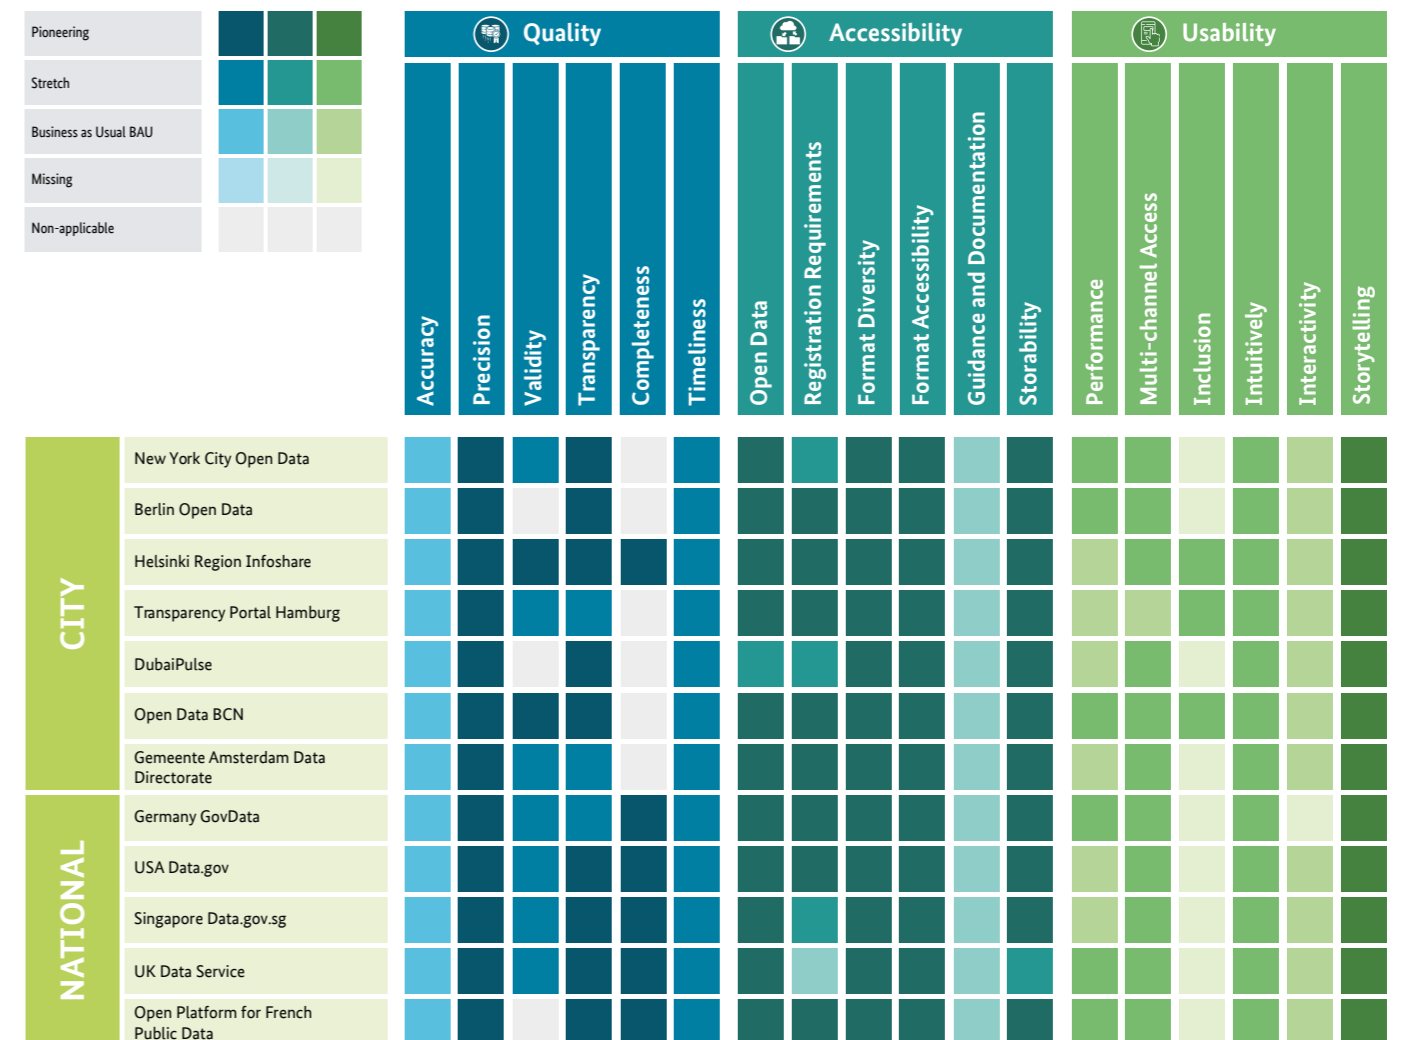 Pioneering
Stretch
Business as Usual BAU
Missing
Non-applicable
Quality
Accessibility
Usability
Accuracy
Precision
Validity
Transparency
Completeness
Timeliness
Open Data
Registration Requirements
Format Diversity
Format Accessibility
Guidance and Documentation
Storability
Performance
Multi-channel Access
Inclusion
Intuitively
Interactivity
Storytelling
CITY
New York City Open Data
Berlin Open Data
Helsinki Region Infoshare
Transparency Portal Hamburg
DubaiPulse
Open Data BCN
Gemeente Amsterdam Data
Directorate
NATIONAL
Germany GovData
USA Data.gov
Singapore Data.gov.sg
UK Data Service
Open Platform for French
Public Data